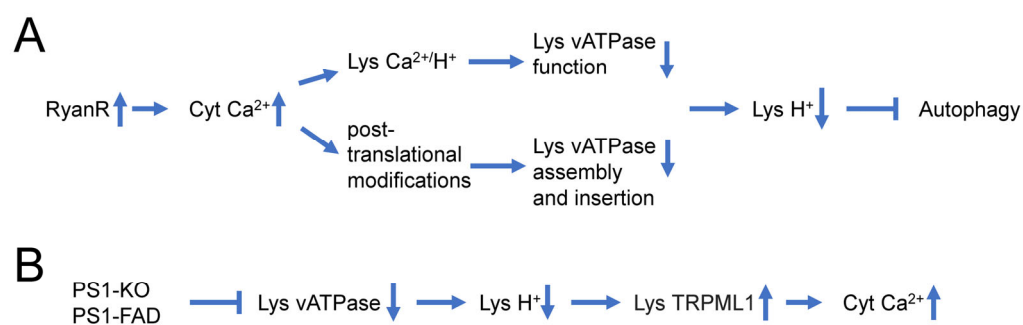 A
RyanR
Cyt Ca²⁺
Lys Ca²⁺/H⁺
Lys vATPase
function
post-
translational
modifications
Lys vATPase
assembly
and insertion
Lys H⁺
Autophagy
B
PS1-KO
PS1-FAD
Lys vATPase
Lys H⁺
Lys TRPML1
Cyt Ca²⁺